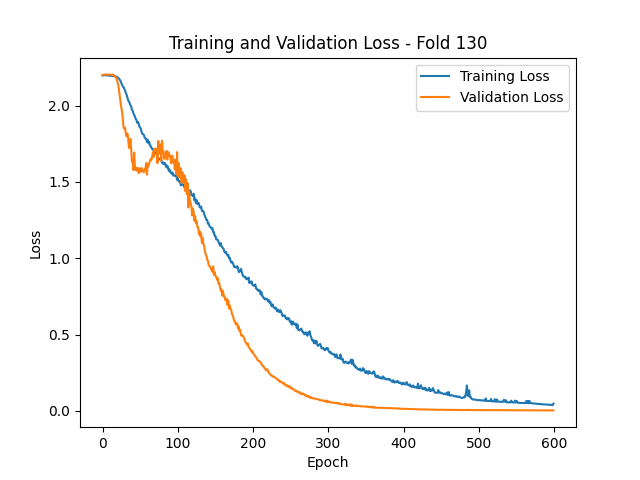 Training and Validation Loss - Fold 130
Training Loss
Validation Loss
2.0
1.5
1.0
0.5
0.0
Loss
0 100 200 300 400 500 600
Epoch